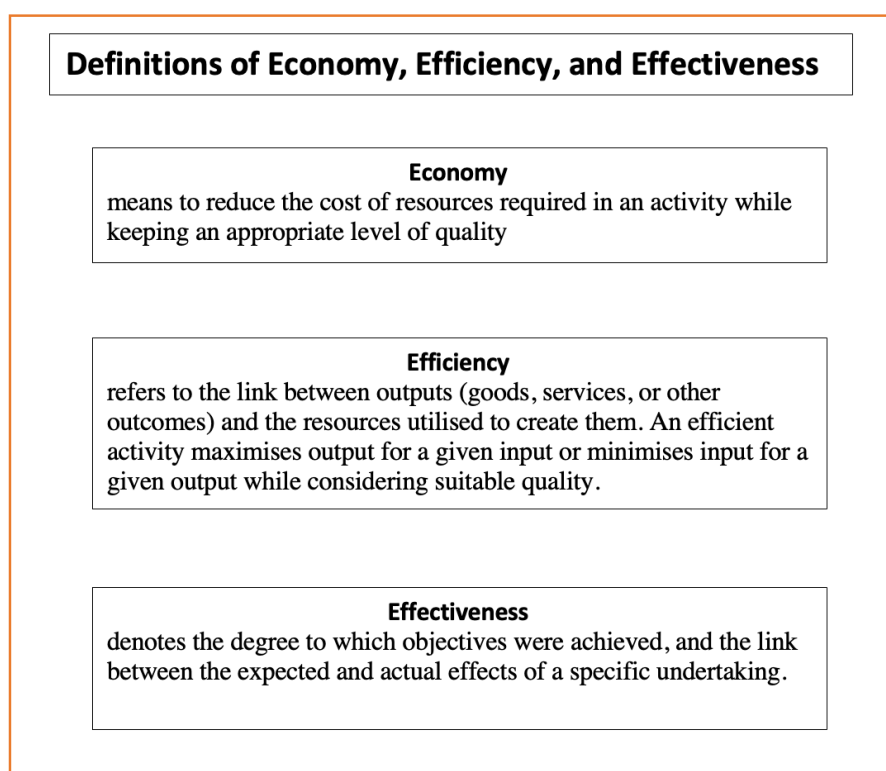 Definitions of Economy, Efficiency, and Effectiveness
Economy
means to reduce the cost of resources required in an activity while
keeping an appropriate level of quality
Efficiency
refers to the link between outputs (goods, services, or other
outcomes) and the resources utilised to create them. An efficient
activity maximises output for a given input or minimises input for a
given output while considering suitable quality.
Effectiveness
denotes the degree to which objectives were achieved, and the link
between the expected and actual effects of a specific undertaking.